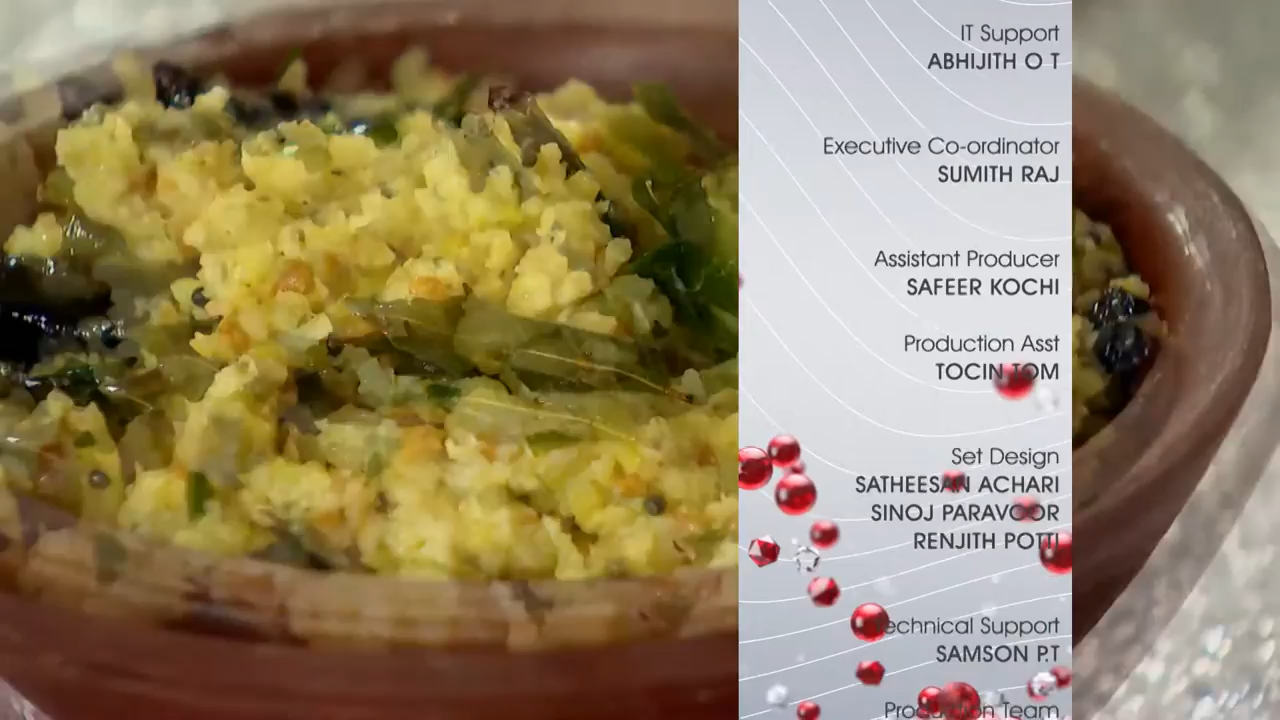 IT Support
ABHIJITH O T
Executive Co-ordinator
SUMITH RAJ
Assistant Producer
SAFEER KOCHI
Production Asst
TOCIN TOM
Set Design
SATHEESAN ACHARI
SINOJ PARAVOOR
RENJITH POTTI
Technical Support
SAMSON P.T
Production Team